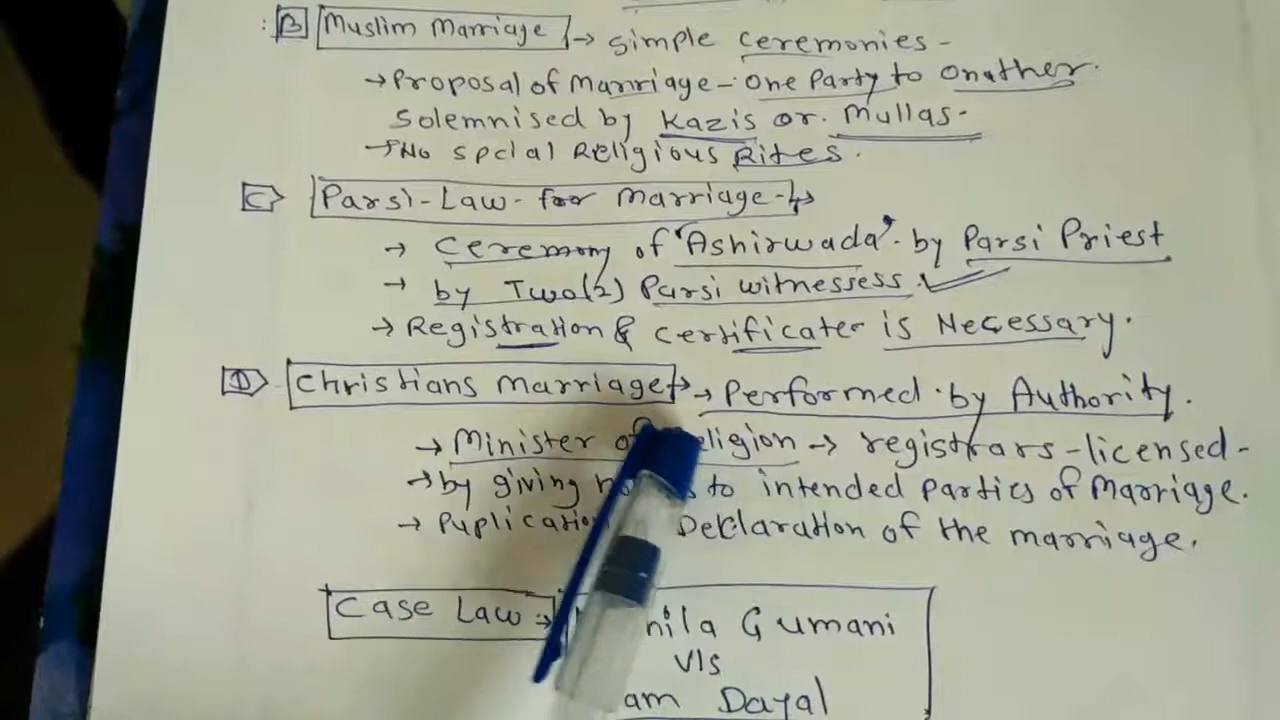 : B Muslim Marriage → simple ceremonies -
→ Proposal of Marriage - one Party to Onather.
Solemnised by Kazis or. Mullas.
→ No spcial Religious Rites.
C Parsi-Law-for marriage-→
→ Ceremony of "Ashirwada". by Parsi Priest
→ by Two(2) Parsi witnessess.
→ Registration & certificate is Necessary.
D Christians Marriage → → Performed by Authority.
→ Minister of → registrars-licensed-
→ by giving to intended Parties of Marriage.
→ Declaration of the marriage.
Case Law →
Gumani
V/s
Dayal